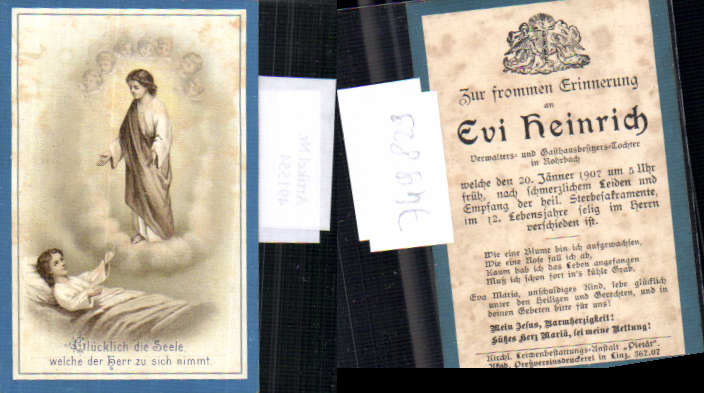 Glücklich die Seele,
welche der Herr zu sich nimmt.
Zur frommen Erinnerung
an
Evi Heinrich
Verwalters- und Gasthausbesitzers-Tochter
in Rohrbach
welche den 20. Jänner 1907 um 5 Uhr
früh, nach schmerzlichem Leiden und
Empfang der heil. Sterbesakramente,
im 12. Lebensjahre selig im Herrn
verschieden ist.
Wie eine Blume bin ich aufgewachsen,
Wie eine Rose fall ich ab,
Kaum hab ich das Leben angefangen
Muß ich schon fort in's kühle Grab.
Eva Maria, unschuldiges Kind, lebe glücklich
unter den Heiligen und Gerechten, und in
deinen Gebeten bitte für uns!
Mein Jesus, Barmherzigkeit!
Süßes Herz Mariä, sei meine Rettung!
Kirchl. Leichenbestattungs-Anstalt „Pietät".
Akad. Preßvereinsdruckerei in Linz. 362.07